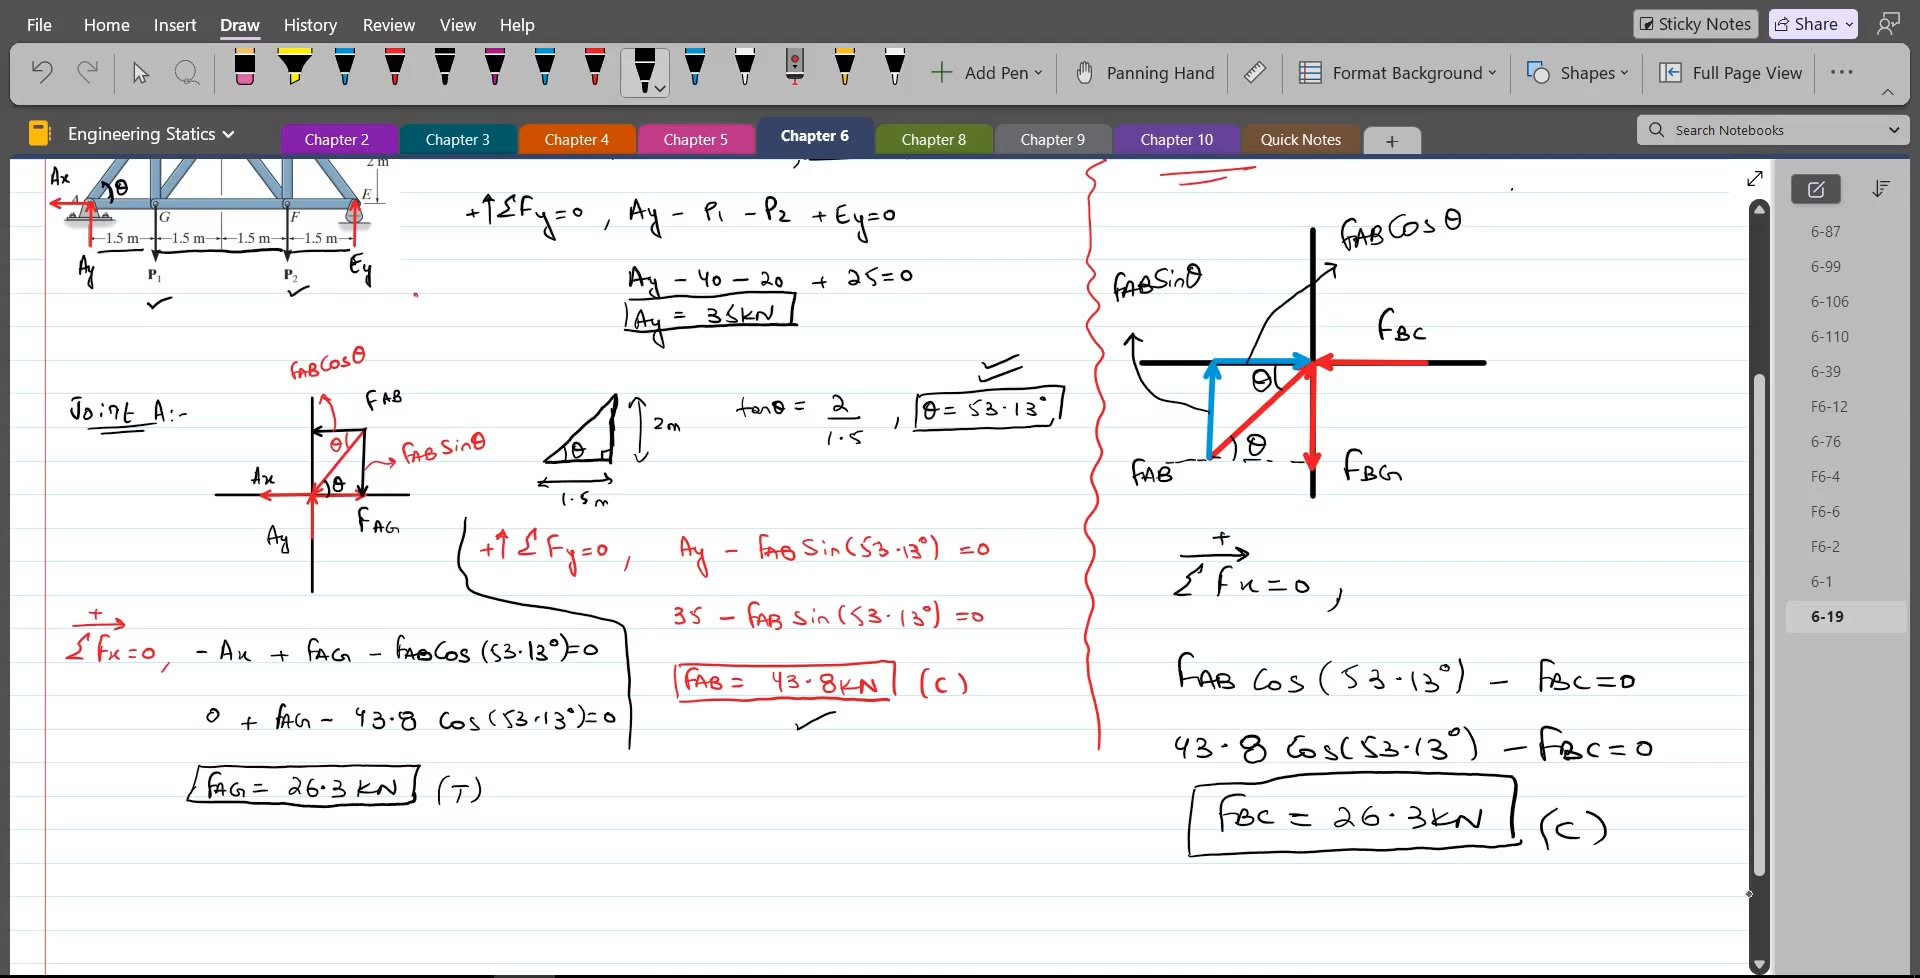 File Home Insert Draw History Review View Help
Sticky Notes Share
Add Pen Panning Hand Format Background Shapes Full Page View
Engineering Statics Chapter 2 Chapter 3 Chapter 4 Chapter 5 Chapter 6 Chapter 8 Chapter 9 Chapter 10 Quick Notes
Search Notebooks
Ax
θ
2 m
A
E
G
F
1.5 m 1.5 m 1.5 m 1.5 m
Ay
P1
P2
Ey
+↑ΣFy=0, Ay - P1 - P2 + Ey=0
Ay - 40 - 20 + 25=0
Ay = 35KN
Joint A:-
FAB Cosθ
FAB
θ
FAB Sinθ
Ax
θ
FAG
Ay
θ
2m
1.5m
tanθ = 2/1.5, θ = 53.13°
+↑ΣFy=0, Ay - FAB Sin(53.13°) =0
35 - FAB sin(53.13°) =0
FAB = 43.8KN (C)
+→
ΣFx=0, - Ax + FAG - FAB Cos(53.13°)=0
0 + FAG - 43.8 Cos(53.13°)=0
FAG = 26.3 KN (T)
FAB Cosθ
FAB Sinθ
FBC
θ
θ
FAB
FBG
+→
ΣFx=0,
FAB Cos(53.13°) - FBC=0
43.8 Cos(53.13°) - FBC=0
FBC = 26.3KN (C)
6-87
6-99
6-106
6-110
6-39
F6-12
6-76
F6-4
F6-6
F6-2
6-1
6-19